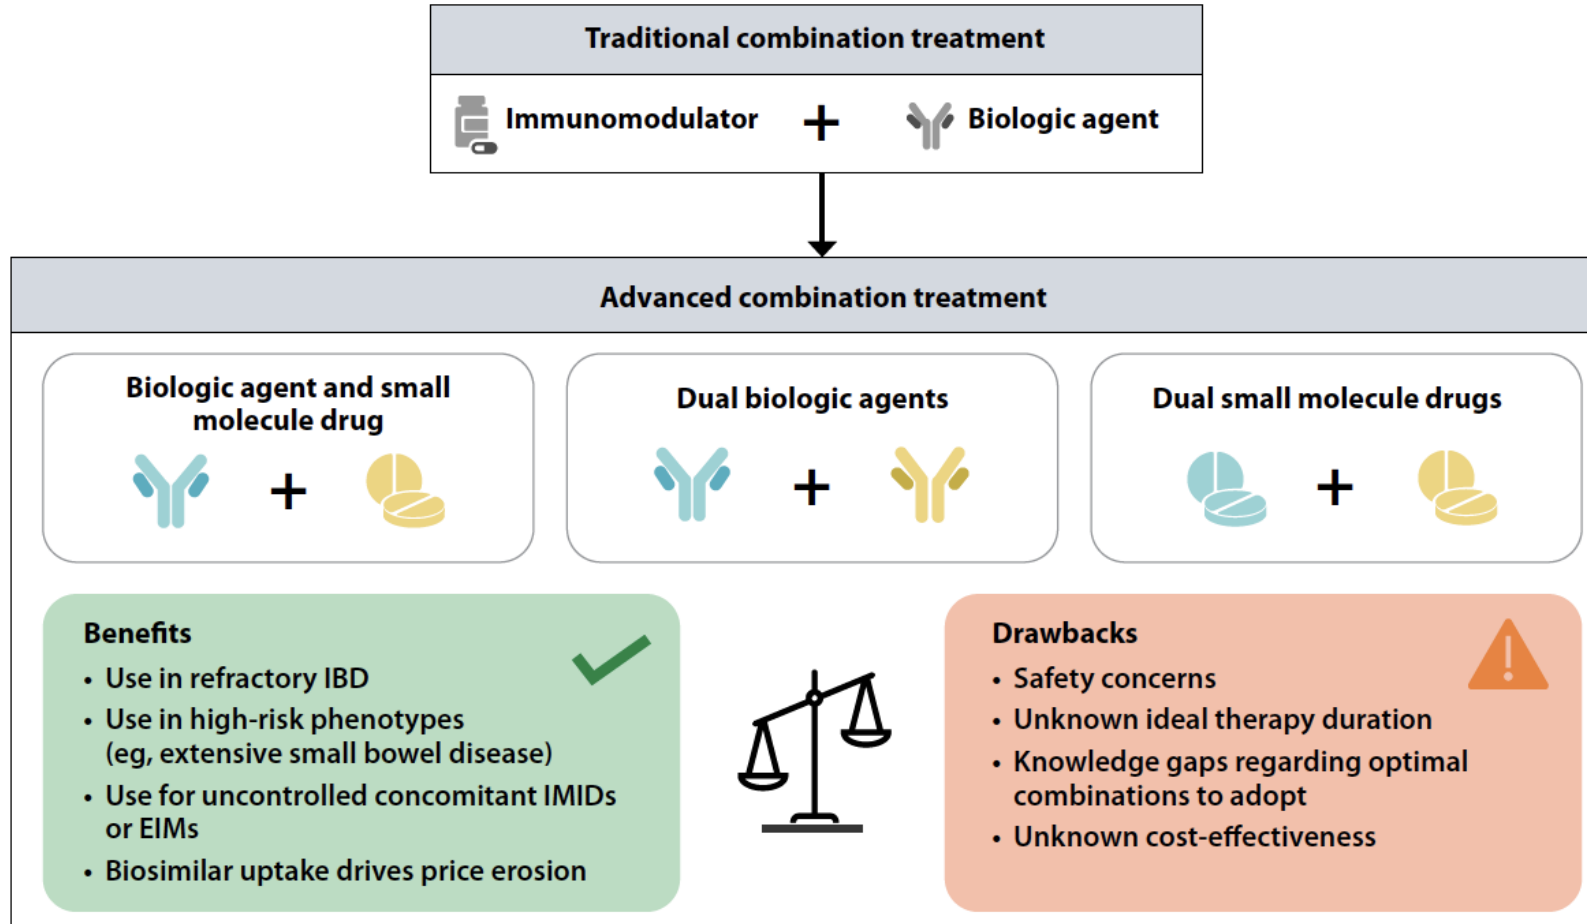 Traditional combination treatment
Immunomodulator + Biologic agent
Advanced combination treatment
Biologic agent and small
molecule drug
+
Dual biologic agents
+
Dual small molecule drugs
+
Benefits
• Use in refractory IBD
• Use in high-risk phenotypes
(eg, extensive small bowel disease)
• Use for uncontrolled concomitant IMIDs
or EIMs
• Biosimilar uptake drives price erosion
Drawbacks
• Safety concerns
• Unknown ideal therapy duration
• Knowledge gaps regarding optimal
combinations to adopt
• Unknown cost-effectiveness